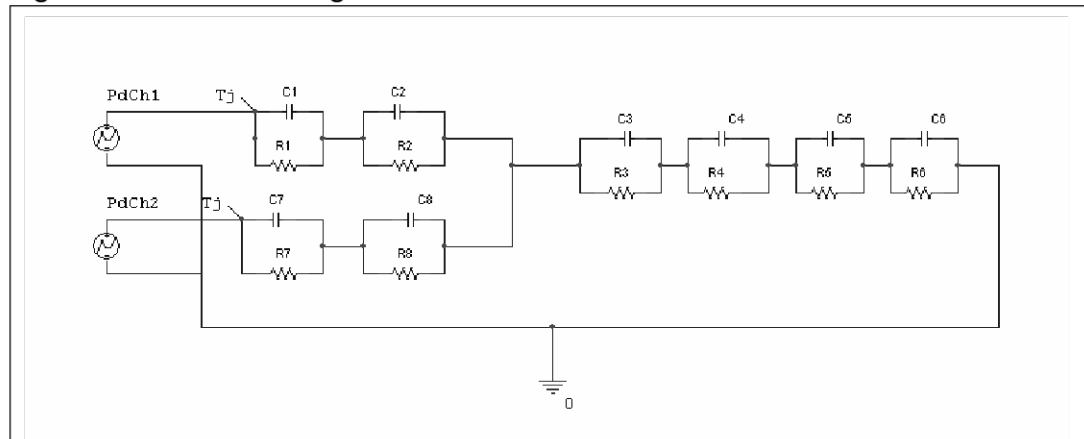 PdCh1 Tj C1 C2
R1 R2
C3 C4 C5 C6
R3 R4 R5 R6
PdCh2 Tj C7 C8
R7 R8
0